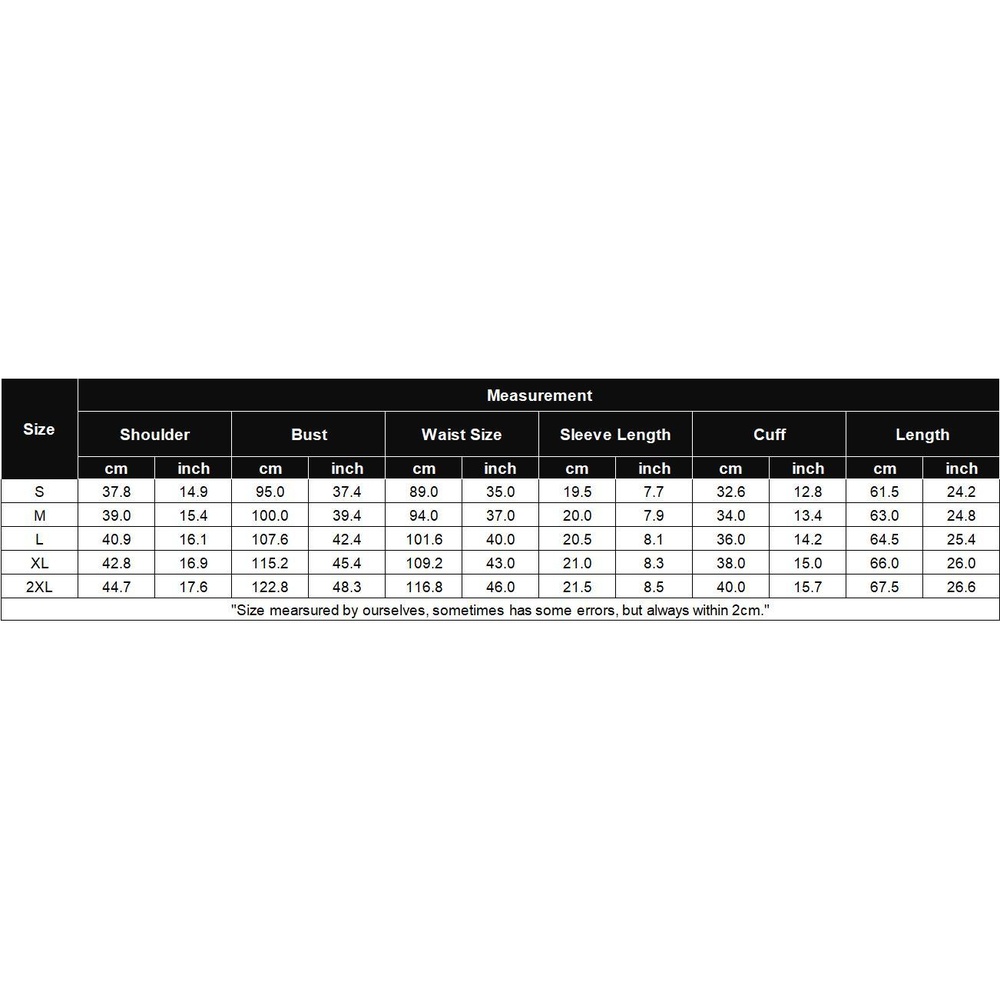 Measurement
Size
Shoulder Bust Waist Size Sleeve Length Cuff Length
cm inch cm inch cm inch cm inch cm inch cm inch
S 37.8 14.9 95.0 37.4 89.0 35.0 19.5 7.7 32.6 12.8 61.5 24.2
M 39.0 15.4 100.0 39.4 94.0 37.0 20.0 7.9 34.0 13.4 63.0 24.8
L 40.9 16.1 107.6 42.4 101.6 40.0 20.5 8.1 36.0 14.2 64.5 25.4
XL 42.8 16.9 115.2 45.4 109.2 43.0 21.0 8.3 38.0 15.0 66.0 26.0
2XL 44.7 17.6 122.8 48.3 116.8 46.0 21.5 8.5 40.0 15.7 67.5 26.6
"Size mearsured by ourselves, sometimes has some errors, but always within 2cm."